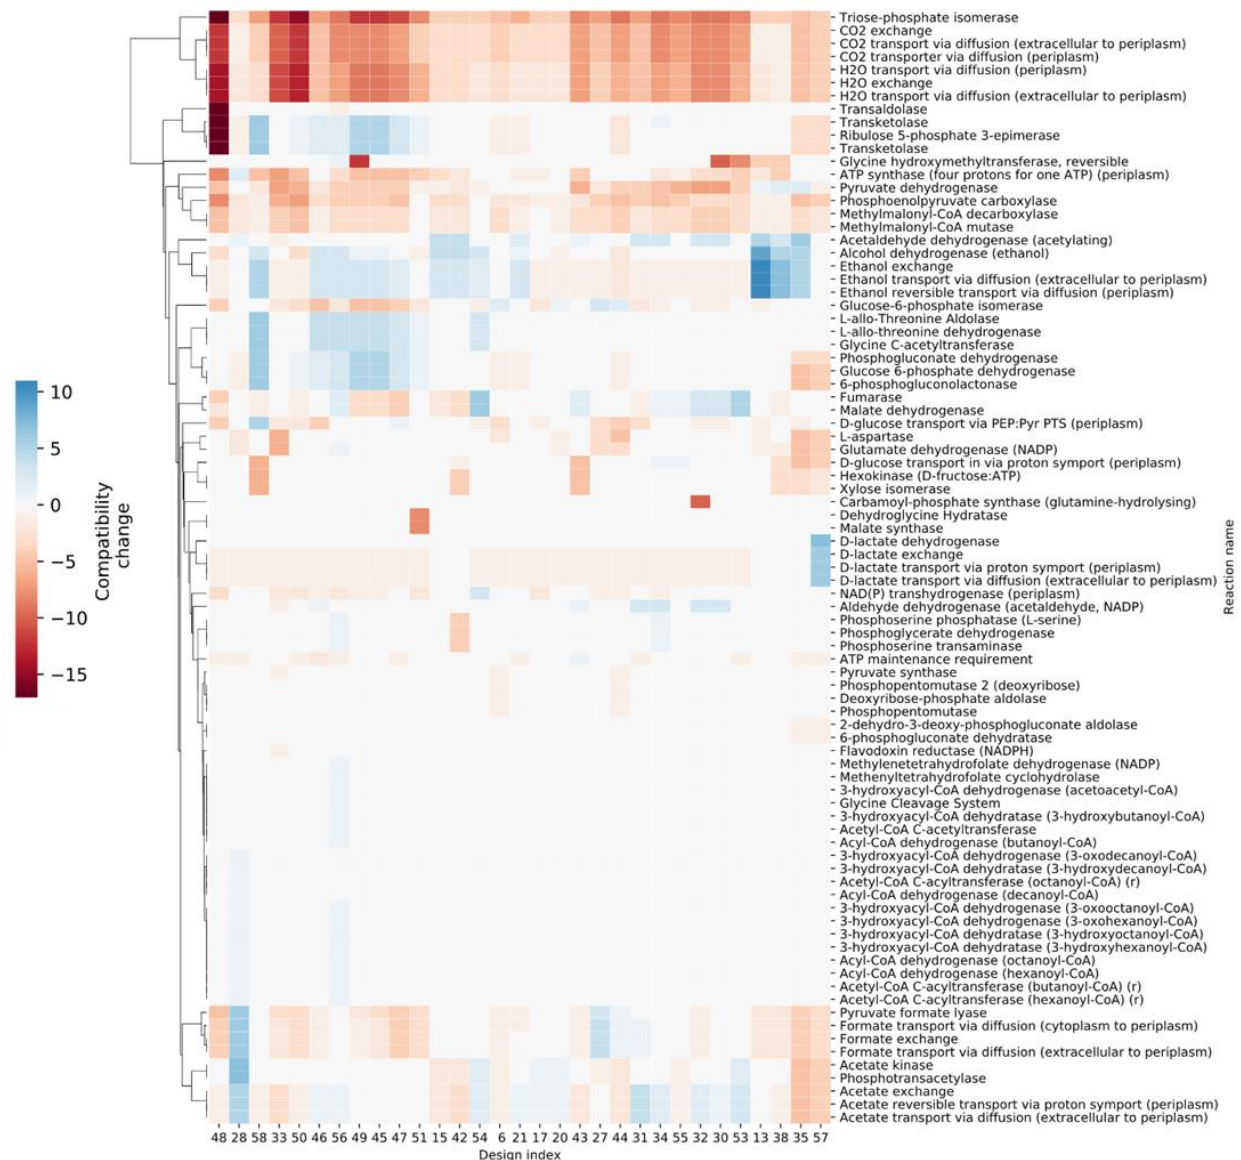 Triose-phosphate isomerase
CO2 exchange
CO2 transport via diffusion (extracellular to periplasm)
CO2 transporter via diffusion (periplasm)
H2O transport via diffusion (periplasm)
H2O exchange
H2O transport via diffusion (extracellular to periplasm)
Transaldolase
Transketolase
Ribulose 5-phosphate 3-epimerase
Transketolase
Glycine hydroxymethyltransferase, reversible
ATP synthase (four protons for one ATP) (periplasm)
Pyruvate dehydrogenase
Phosphoenolpyruvate carboxylase
Methylmalonyl-CoA decarboxylase
Methylmalonyl-CoA mutase
Acetaldehyde dehydrogenase (acetylating)
Alcohol dehydrogenase (ethanol)
Ethanol exchange
Ethanol transport via diffusion (extracellular to periplasm)
Ethanol reversible transport via diffusion (periplasm)
Glucose-6-phosphate isomerase
L-allo-Threonine Aldolase
L-allo-threonine dehydrogenase
Glycine C-acetyltransferase
Phosphogluconate dehydrogenase
Glucose 6-phosphate dehydrogenase
6-phosphogluconolactonase
Fumarase
Malate dehydrogenase
D-glucose transport via PEP:Pyr PTS (periplasm)
L-aspartase
Glutamate dehydrogenase (NADP)
D-glucose transport in via proton symport (periplasm)
Hexokinase (D-fructose:ATP)
Xylose isomerase
Carbamoyl-phosphate synthase (glutamine-hydrolysing)
Dehydroglycine Hydratase
Malate synthase
D-lactate dehydrogenase
D-lactate exchange
D-lactate transport via proton symport (periplasm)
D-lactate transport via diffusion (extracellular to periplasm)
NAD(P) transhydrogenase (periplasm)
Aldehyde dehydrogenase (acetaldehyde, NADP)
Phosphoserine phosphatase (L-serine)
Phosphoglycerate dehydrogenase
Phosphoserine transaminase
ATP maintenance requirement
Pyruvate synthase
Phosphopentomutase 2 (deoxyribose)
Deoxyribose-phosphate aldolase
Phosphopentomutase
2-dehydro-3-deoxy-phosphogluconate aldolase
6-phosphogluconate dehydratase
Flavodoxin reductase (NADPH)
Methylenetetrahydrofolate dehydrogenase (NADP)
Methenyltetrahydrofolate cyclohydrolase
3-hydroxyacyl-CoA dehydrogenase (acetoacetyl-CoA)
Glycine Cleavage System
3-hydroxyacyl-CoA dehydratase (3-hydroxybutanoyl-CoA)
Acetyl-CoA C-acetyltransferase
Acyl-CoA dehydrogenase (butanoyl-CoA)
3-hydroxyacyl-CoA dehydrogenase (3-oxodecanoyl-CoA)
3-hydroxyacyl-CoA dehydratase (3-hydroxydecanoyl-CoA)
Acetyl-CoA C-acyltransferase (octanoyl-CoA) (r)
Acyl-CoA dehydrogenase (decanoyl-CoA)
3-hydroxyacyl-CoA dehydrogenase (3-oxooctanoyl-CoA)
3-hydroxyacyl-CoA dehydrogenase (3-oxohexanoyl-CoA)
3-hydroxyacyl-CoA dehydratase (3-hydroxyoctanoyl-CoA)
3-hydroxyacyl-CoA dehydratase (3-hydroxyhexanoyl-CoA)
Acyl-CoA dehydrogenase (octanoyl-CoA)
Acyl-CoA dehydrogenase (hexanoyl-CoA)
Acetyl-CoA C-acyltransferase (butanoyl-CoA) (r)
Acetyl-CoA C-acyltransferase (hexanoyl-CoA) (r)
Pyruvate formate lyase
Formate transport via diffusion (cytoplasm to periplasm)
Formate exchange
Formate transport via diffusion (extracellular to periplasm)
Acetate kinase
Phosphotransacetylase
Acetate exchange
Acetate reversible transport via proton symport (periplasm)
Acetate transport via diffusion (extracellular to periplasm)
Reaction name
10
5
0
−5
−10
−15
Compatibility
change
48 28 58 33 50 46 56 49 45 47 51 15 42 54 6 21 17 20 43 27 44 31 34 55 32 30 53 13 38 35 57
Design index